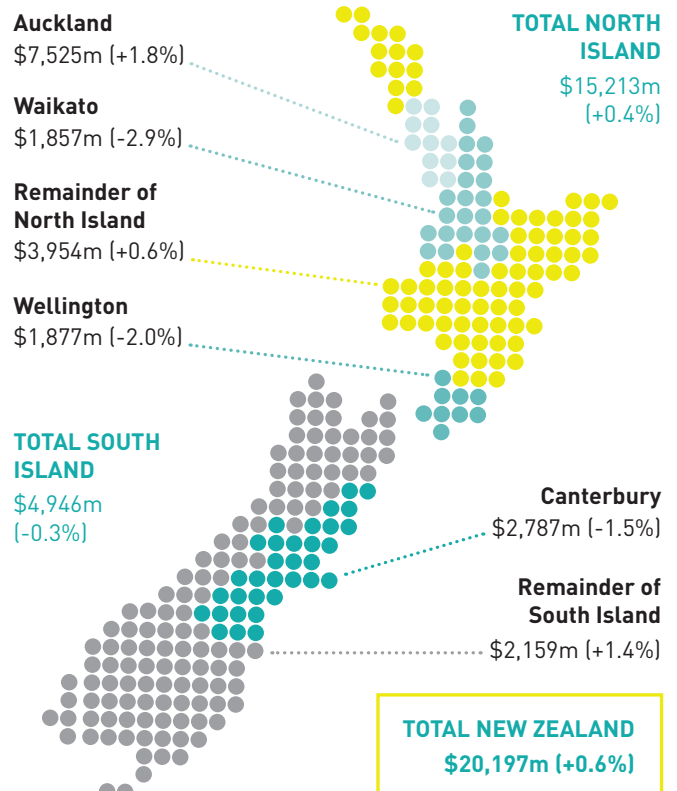 Auckland
$7,525m (+1.8%)
TOTAL NORTH
ISLAND
$15,213m
(+0.4%)
Waikato
$1,857m (-2.9%)
Remainder of
North Island
$3,954m (+0.6%)
Wellington
$1,877m (-2.0%)
TOTAL SOUTH
ISLAND
$4,946m
(-0.3%)
Canterbury
$2,787m (-1.5%)
Remainder of
South Island
$2,159m (+1.4%)
TOTAL NEW ZEALAND
$20,197m (+0.6%)